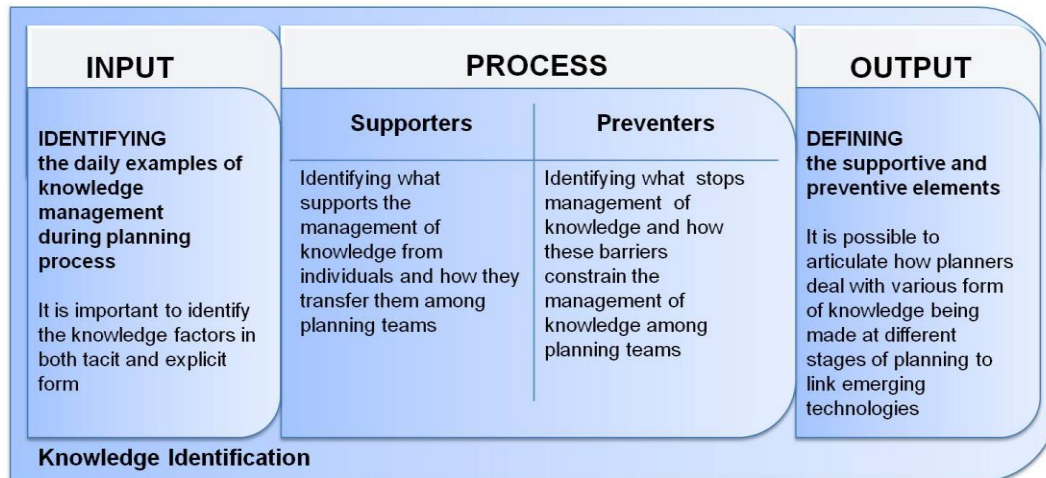 INPUT
IDENTIFYING
the daily examples of
knowledge
management
during planning
process
It is important to identify
the knowledge factors in
both tacit and explicit
form
PROCESS
Supporters
Identifying what
supports the
management of
knowledge from
individuals and how they
transfer them among
planning teams
Preventers
Identifying what stops
management of
knowledge and how
these barriers
constrain the
management of
knowledge among
planning teams
OUTPUT
DEFINING
the supportive and
preventive elements
It is possible to
articulate how planners
deal with various form
of knowledge being
made at different
stages of planning to
link emerging
technologies
Knowledge Identification